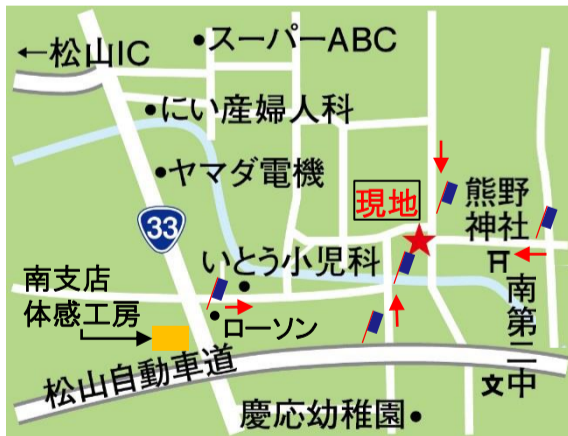 ←松山IC
•スーパーABC
•にい産婦人科
•ヤマダ電機
現地
熊野
神社
33
いとう小児科
南支店
体感工房
•ローソン
南第二中
文
松山自動車道
慶応幼稚園•